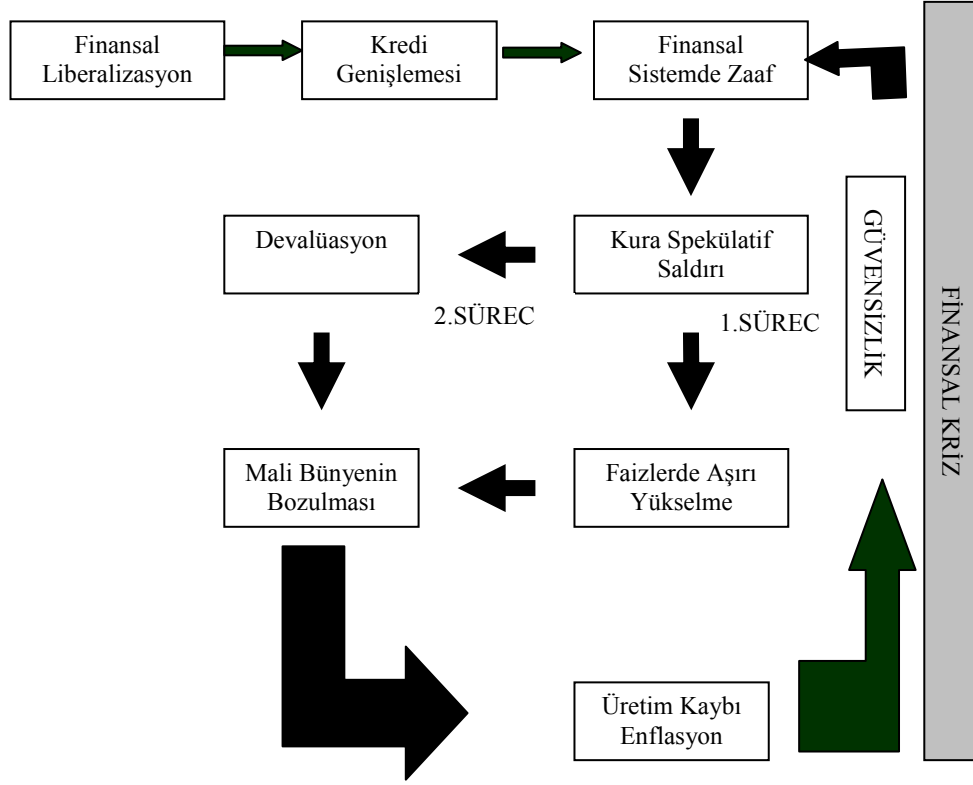 Finansal
Liberalizasyon
Kredi
Genişlemesi
Finansal
Sistemde Zaaf
Devalüasyon
Kura Spekülatif
Saldırı
2.SÜREC
1.SÜREC
GÜVENSİZLİK
FİNANSAL KRİZ
Mali Bünyenin
Bozulması
Faizlerde Aşırı
Yükselme
Üretim Kaybı
Enflasyon